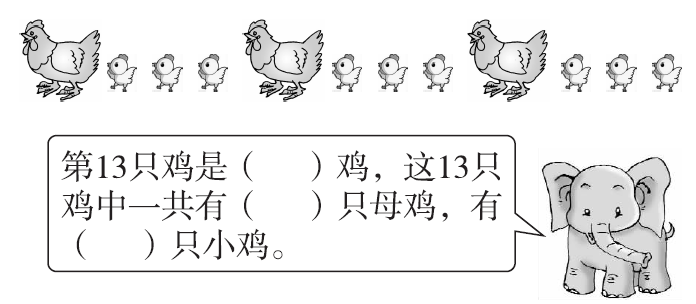 第13只鸡是（　　）鸡，这13只
鸡中一共有（　　）只母鸡，有
（　　）只小鸡。